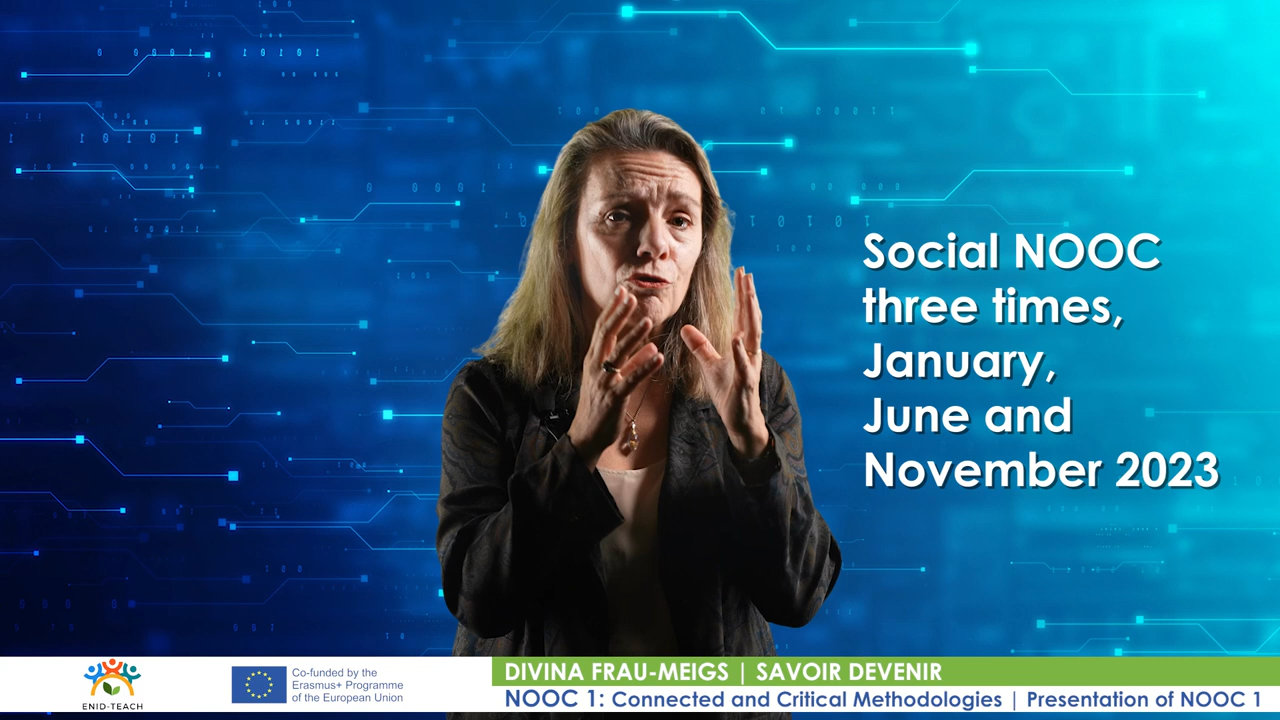 Social NOOC
three times,
January,
June and
November 2023
ENID-TEACH
Co-funded by the
Erasmus+ Programme
of the European Union
DIVINA FRAU-MEIGS | SAVOIR DEVENIR
NOOC 1: Connected and Critical Methodologies | Presentation of NOOC 1